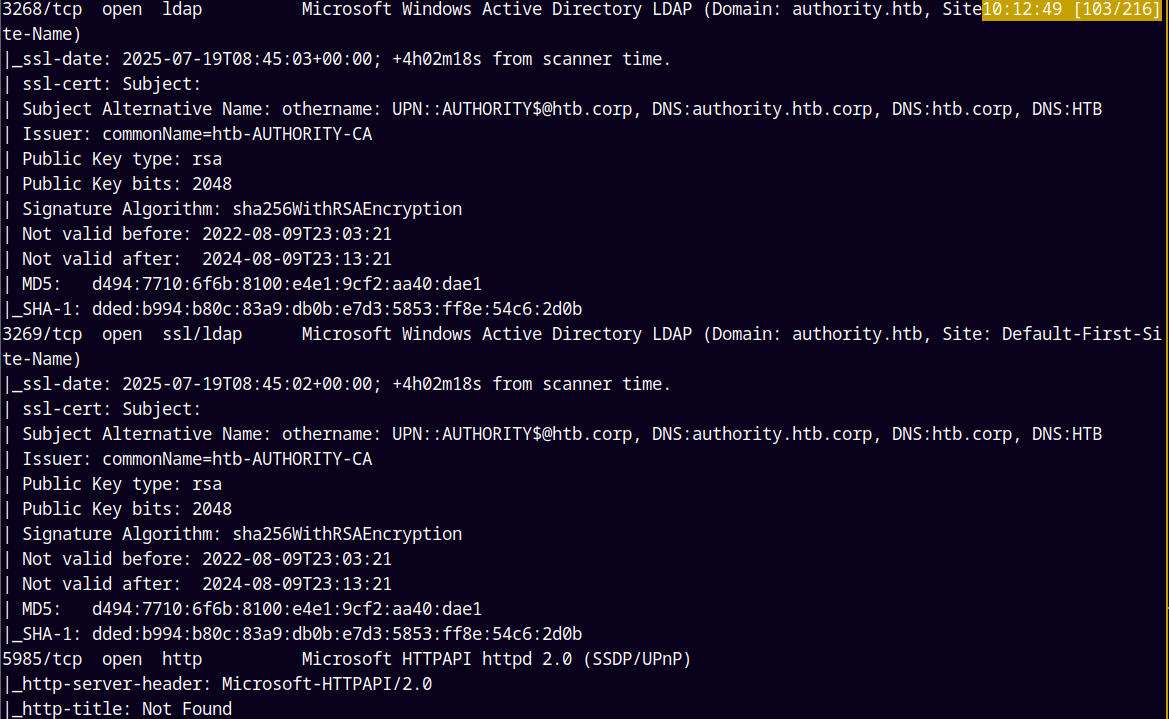 3268/tcp  open  ldap          Microsoft Windows Active Directory LDAP (Domain: authority.htb, Site10:12:49 [103/216]
te-Name)
|_ssl-date: 2025-07-19T08:45:03+00:00; +4h02m18s from scanner time.
| ssl-cert: Subject:
| Subject Alternative Name: othername: UPN::AUTHORITY$@htb.corp, DNS:authority.htb.corp, DNS:htb.corp, DNS:HTB
| Issuer: commonName=htb-AUTHORITY-CA
| Public Key type: rsa
| Public Key bits: 2048
| Signature Algorithm: sha256WithRSAEncryption
| Not valid before: 2022-08-09T23:03:21
| Not valid after:  2024-08-09T23:13:21
| MD5:   d494:7710:6f6b:8100:e4e1:9cf2:aa40:dae1
|_SHA-1: dded:b994:b80c:83a9:db0b:e7d3:5853:ff8e:54c6:2d0b
3269/tcp  open  ssl/ldap      Microsoft Windows Active Directory LDAP (Domain: authority.htb, Site: Default-First-Si
te-Name)
|_ssl-date: 2025-07-19T08:45:02+00:00; +4h02m18s from scanner time.
| ssl-cert: Subject:
| Subject Alternative Name: othername: UPN::AUTHORITY$@htb.corp, DNS:authority.htb.corp, DNS:htb.corp, DNS:HTB
| Issuer: commonName=htb-AUTHORITY-CA
| Public Key type: rsa
| Public Key bits: 2048
| Signature Algorithm: sha256WithRSAEncryption
| Not valid before: 2022-08-09T23:03:21
| Not valid after:  2024-08-09T23:13:21
| MD5:   d494:7710:6f6b:8100:e4e1:9cf2:aa40:dae1
|_SHA-1: dded:b994:b80c:83a9:db0b:e7d3:5853:ff8e:54c6:2d0b
5985/tcp  open  http          Microsoft HTTPAPI httpd 2.0 (SSDP/UPnP)
|_http-server-header: Microsoft-HTTPAPI/2.0
|_http-title: Not Found